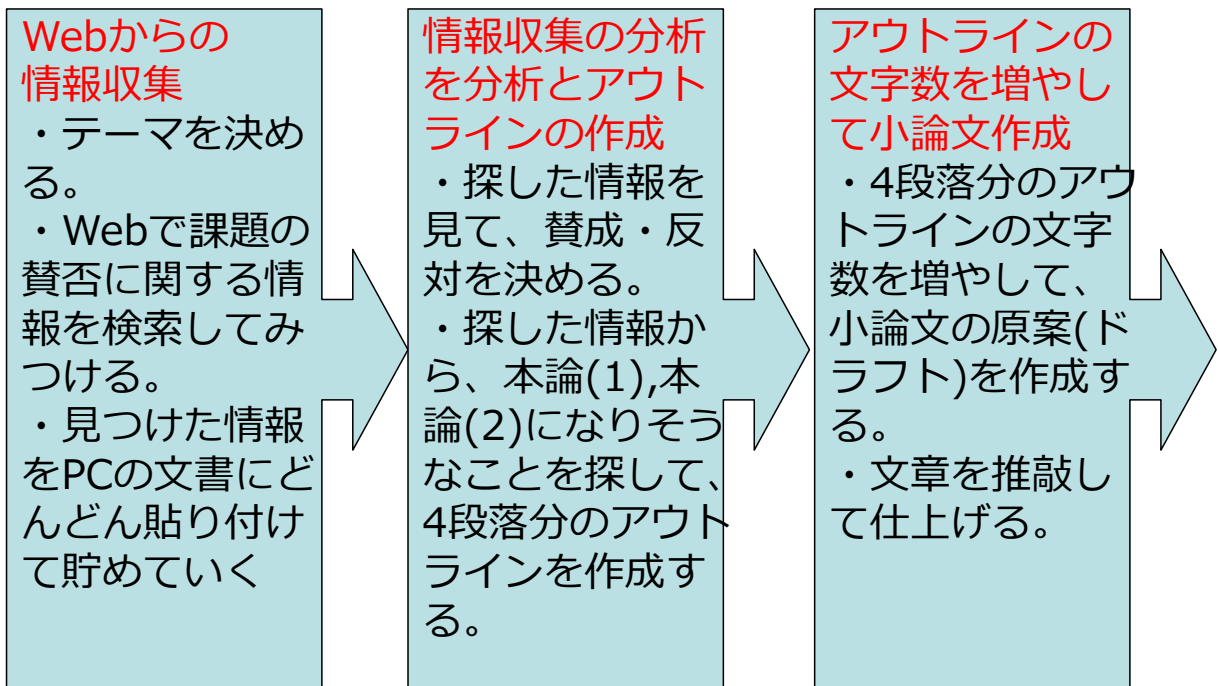 Webからの
情報収集
・テーマを決め
る。
・Webで課題の
賛否に関する情
報を検索してみ
つける。
・見つけた情報
をPCの文書にど
んどん貼り付け
て貯めていく
情報収集の分析
を分析とアウト
ラインの作成
・探した情報を
見て、賛成・反
対を決める。
・探した情報か
ら、本論(1),本
論(2)になりそう
なことを探して、
4段落分のアウト
ラインを作成す
る。
アウトラインの
文字数を増やし
て小論文作成
・4段落分のアウ
トラインの文字
数を増やして、
小論文の原案(ド
ラフト)を作成す
る。
・文章を推敲し
て仕上げる。